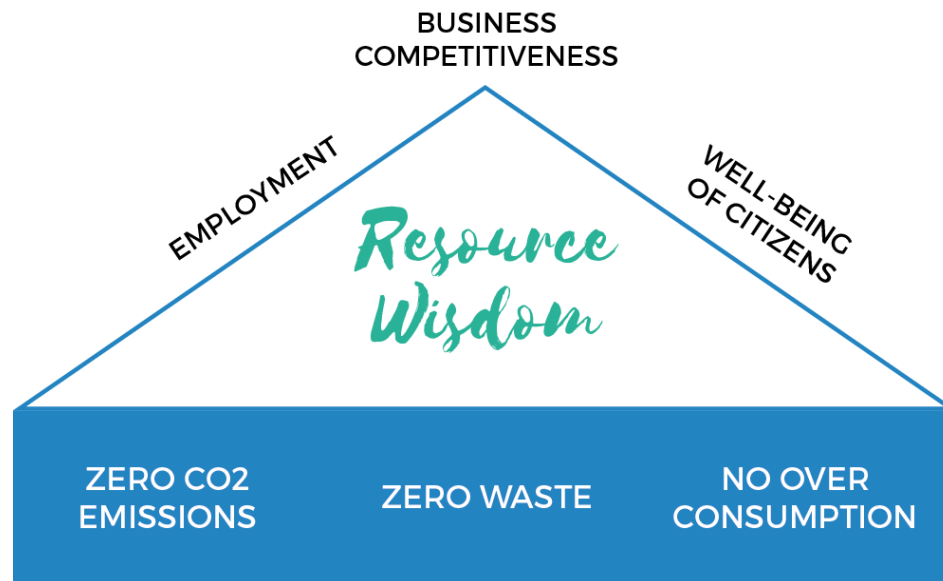 BUSINESS
COMPETITIVENESS
EMPLOYMENT
WELL-BEING
OF CITIZENS
Resource
Wisdom
ZERO CO2
EMISSIONS
ZERO WASTE
NO OVER
CONSUMPTION